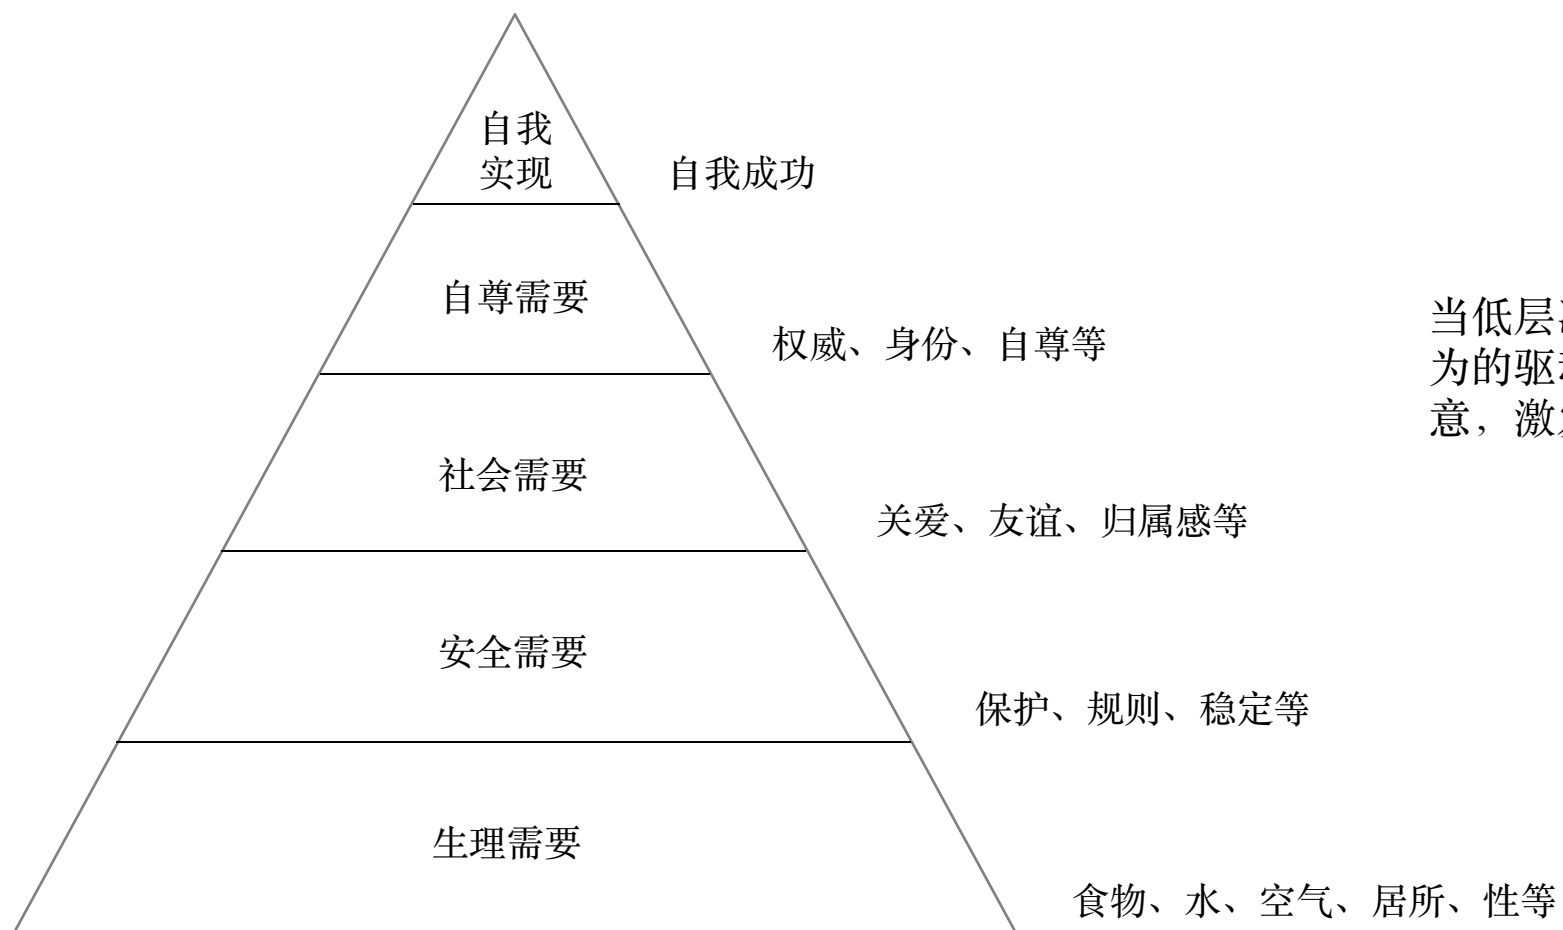 自我
实现
自我成功
自尊需要
权威、身份、自尊等
当低层
为的驱
意，激
社会需要
关爱、友谊、归属感等
安全需要
保护、规则、稳定等
生理需要
食物、水、空气、居所、性等